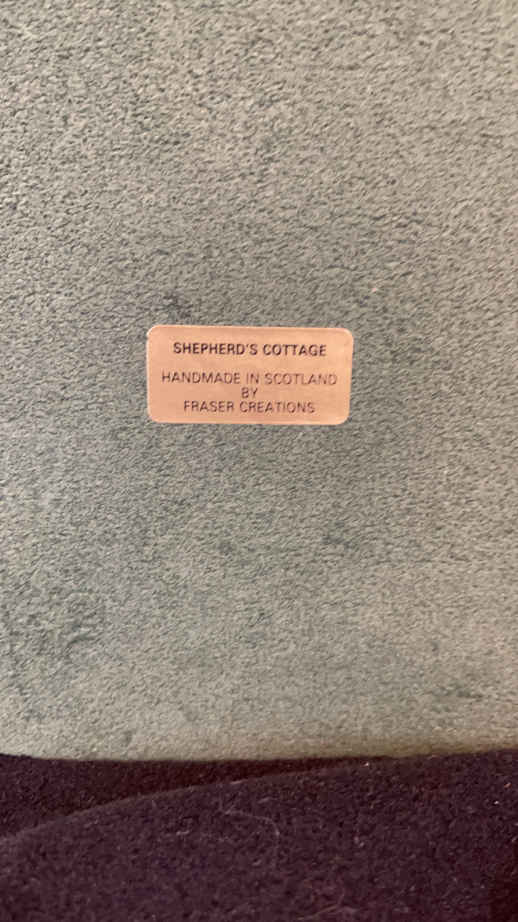 SHEPHERD'S COTTAGE
HANDMADE IN SCOTLAND
BY
FRASER CREATIONS